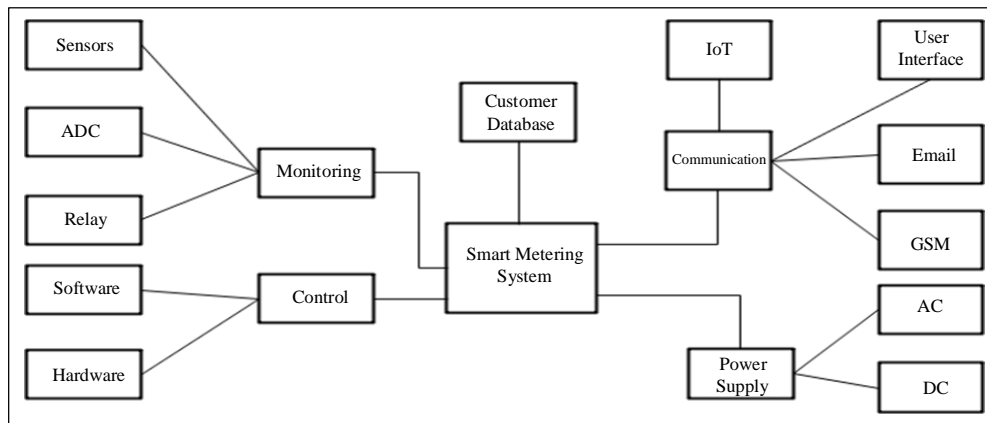 Sensors
ADC
Relay
Software
Hardware
Monitoring
Control
Customer
Database
Smart Metering
System
IoT
Communication
Power
Supply
User
Interface
Email
GSM
AC
DC